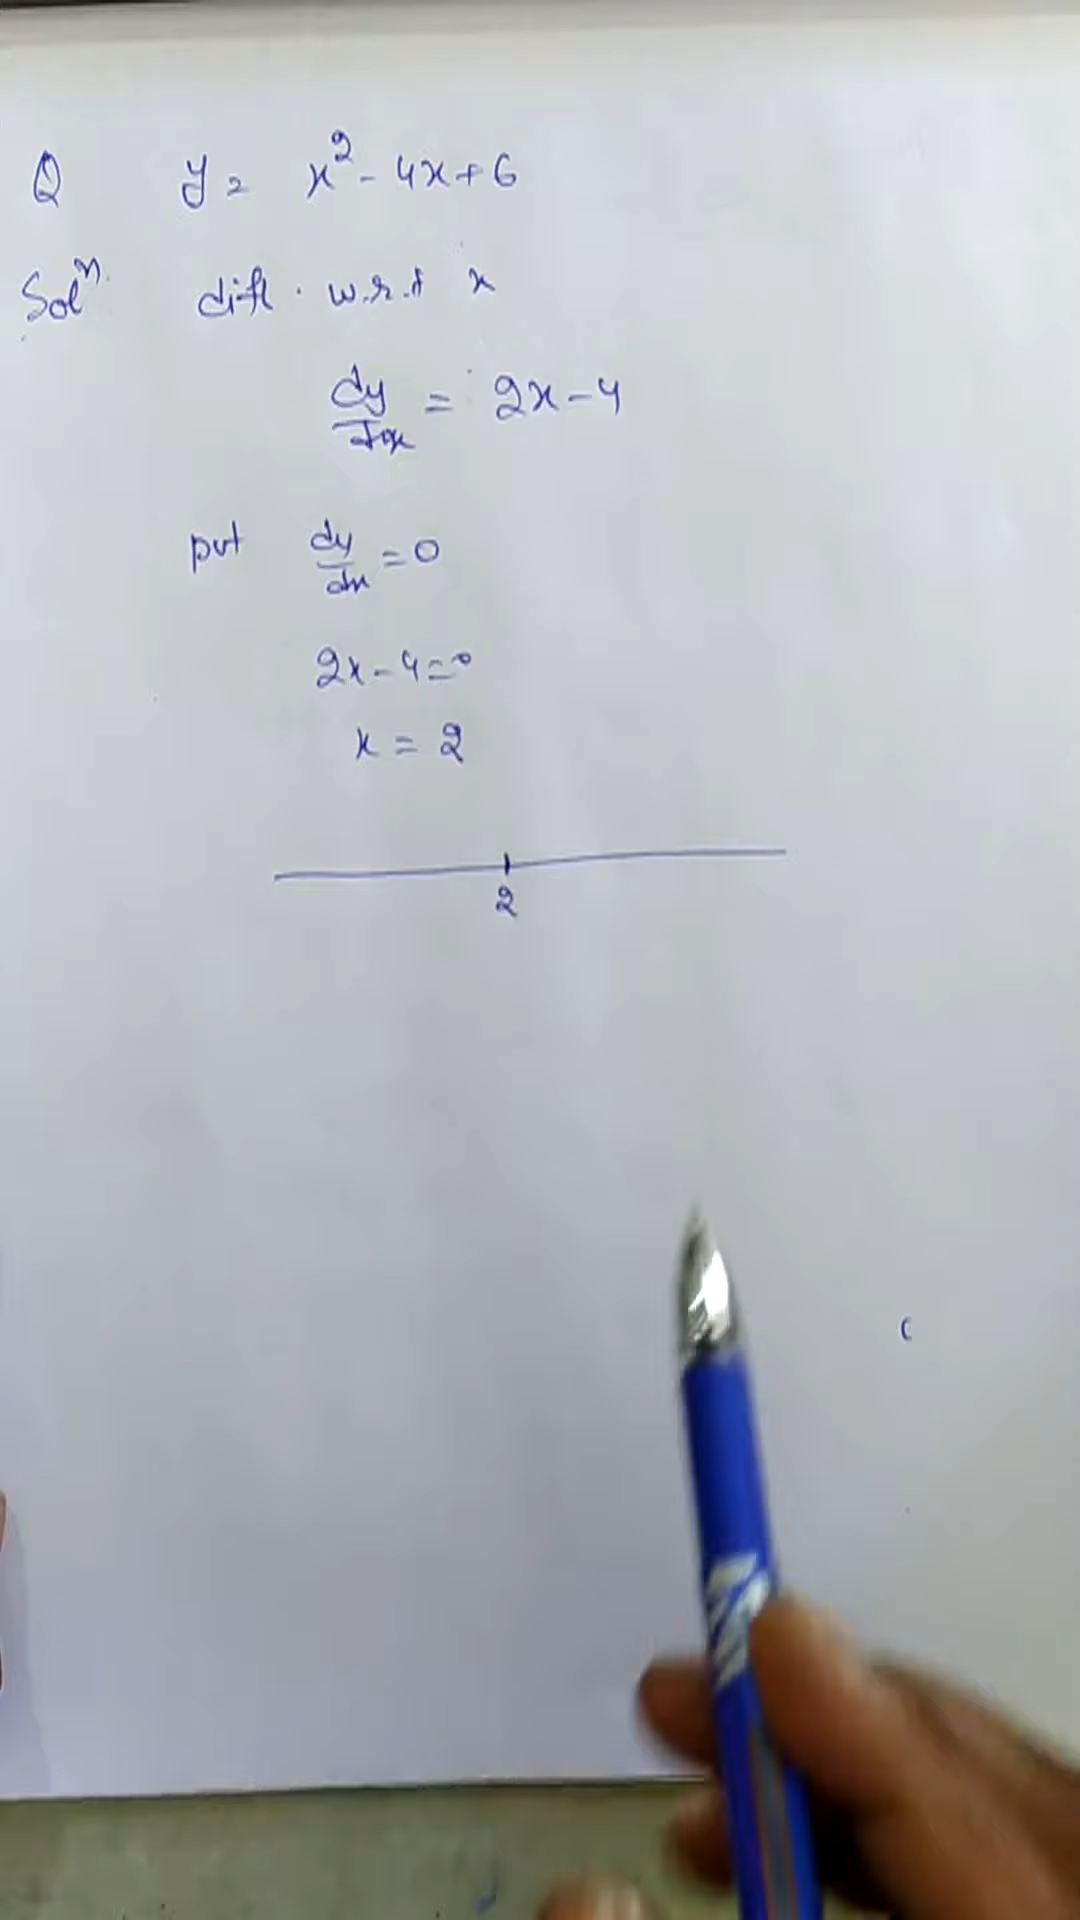 Q y = x² - 4x + 6
Solⁿ. diff. w.r.t x
dy/dx = 2x - 4
put dy/dx = 0
2x - 4 = 0
x = 2
2